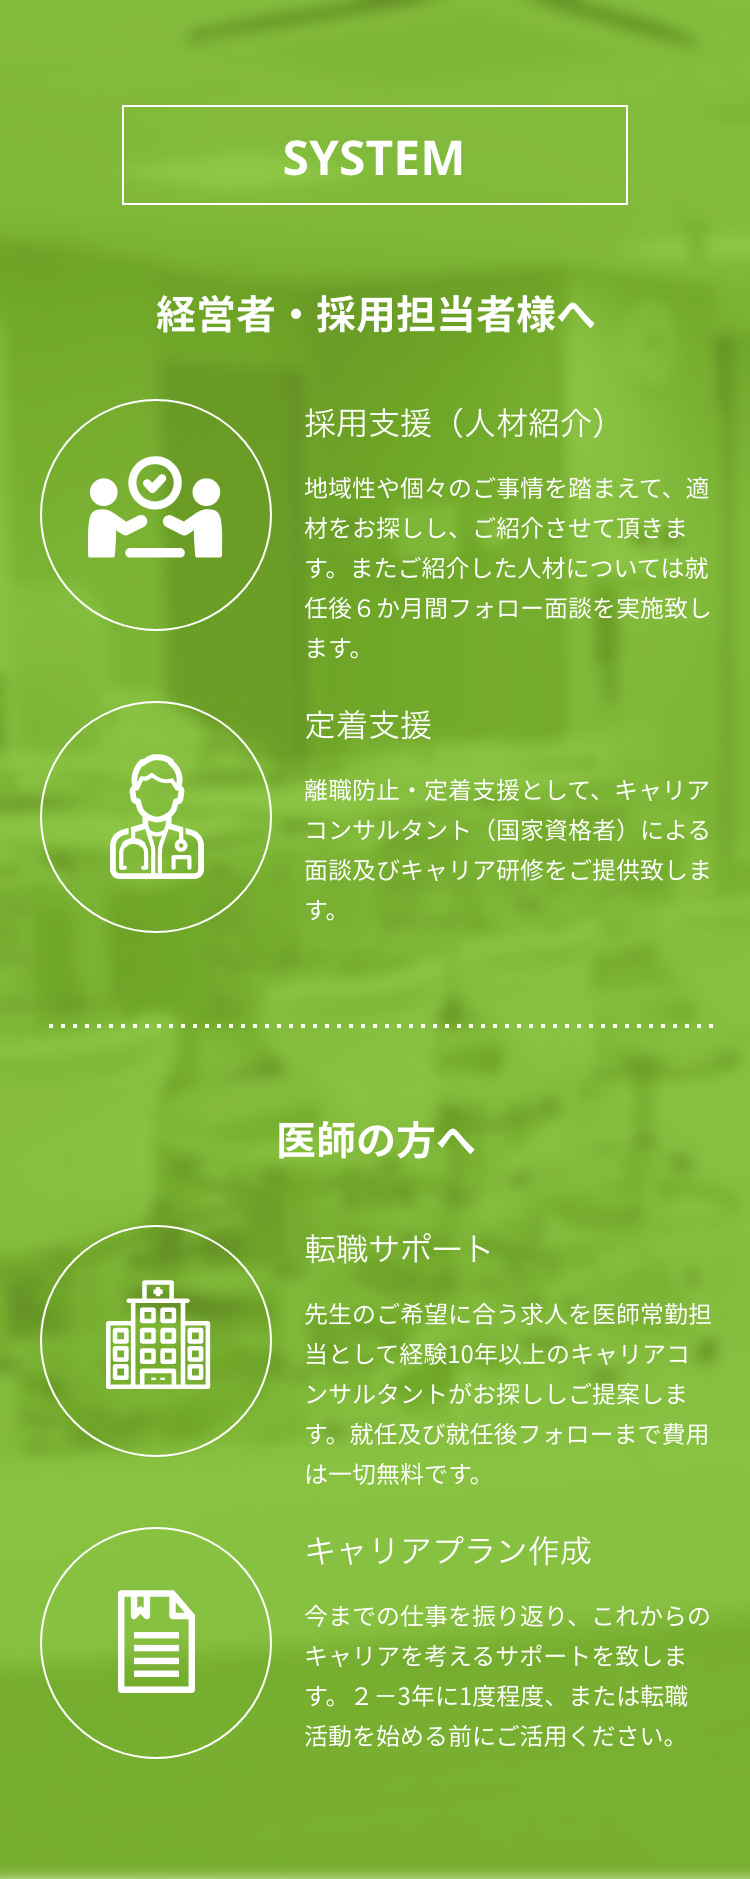 SYSTEM
経営者・採用担当者様へ
採用支援（人材紹介）
地域性や個々のご事情を踏まえて、適
材をお探しし、ご紹介させて頂きま
す。またご紹介した人材については就
任後６か月間フォロー面談を実施致し
ます。
定着支援
離職防止・定着支援として、キャリア
コンサルタント（国家資格者）による
面談及びキャリア研修をご提供致しま
す。
医師の方へ
転職サポート
先生のご希望に合う求人を医師常勤担
当として経験10年以上のキャリアコ
ンサルタントがお探ししご提案しま
す。就任及び就任後フォローまで費用
は一切無料です。
キャリアプラン作成
今までの仕事を振り返り、これからの
キャリアを考えるサポートを致しま
す。２－3年に1度程度、または転職
活動を始める前にご活用ください。